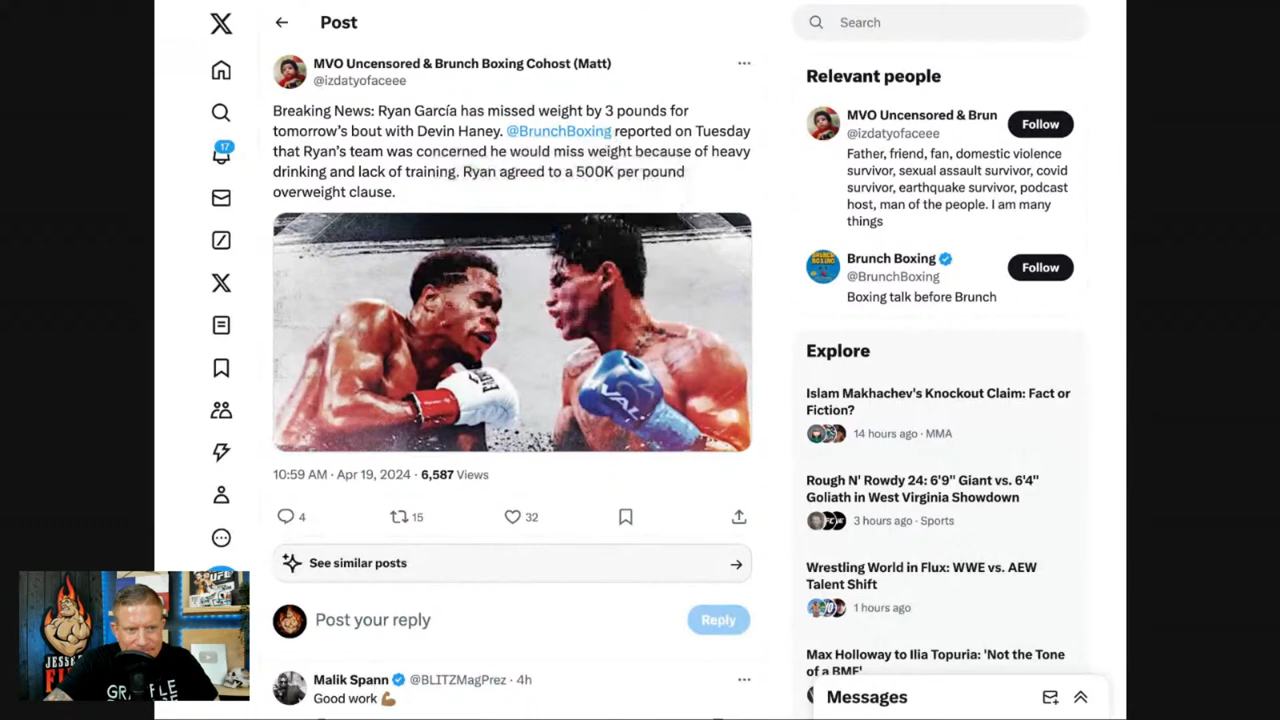 Post
Search
MVO Uncensored & Brunch Boxing Cohost (Matt)
@izdatyofaceee
Breaking News: Ryan García has missed weight by 3 pounds for
tomorrow's bout with Devin Haney. @BrunchBoxing reported on Tuesday
that Ryan's team was concerned he would miss weight because of heavy
drinking and lack of training. Ryan agreed to a 500K per pound
overweight clause.
10:59 AM · Apr 19, 2024 · 6,587 Views
4
15
32
See similar posts
Post your reply
Reply
Malik Spann @BLITZMagPrez · 4h
Good work 💪🏽
17
Relevant people
MVO Uncensored & Brun
@izdatyofaceee
Follow
Father, friend, fan, domestic violence
survivor, sexual assault survivor, covid
survivor, earthquake survivor, podcast
host, man of the people. I am many
things
Brunch Boxing
@BrunchBoxing
Follow
Boxing talk before Brunch
Explore
Islam Makhachev's Knockout Claim: Fact or
Fiction?
14 hours ago · MMA
Rough N' Rowdy 24: 6'9" Giant vs. 6'4"
Goliath in West Virginia Showdown
3 hours ago · Sports
Wrestling World in Flux: WWE vs. AEW
Talent Shift
1 hours ago
Max Holloway to Ilia Topuria: 'Not the Tone
of a BMF'
Messages
UFC